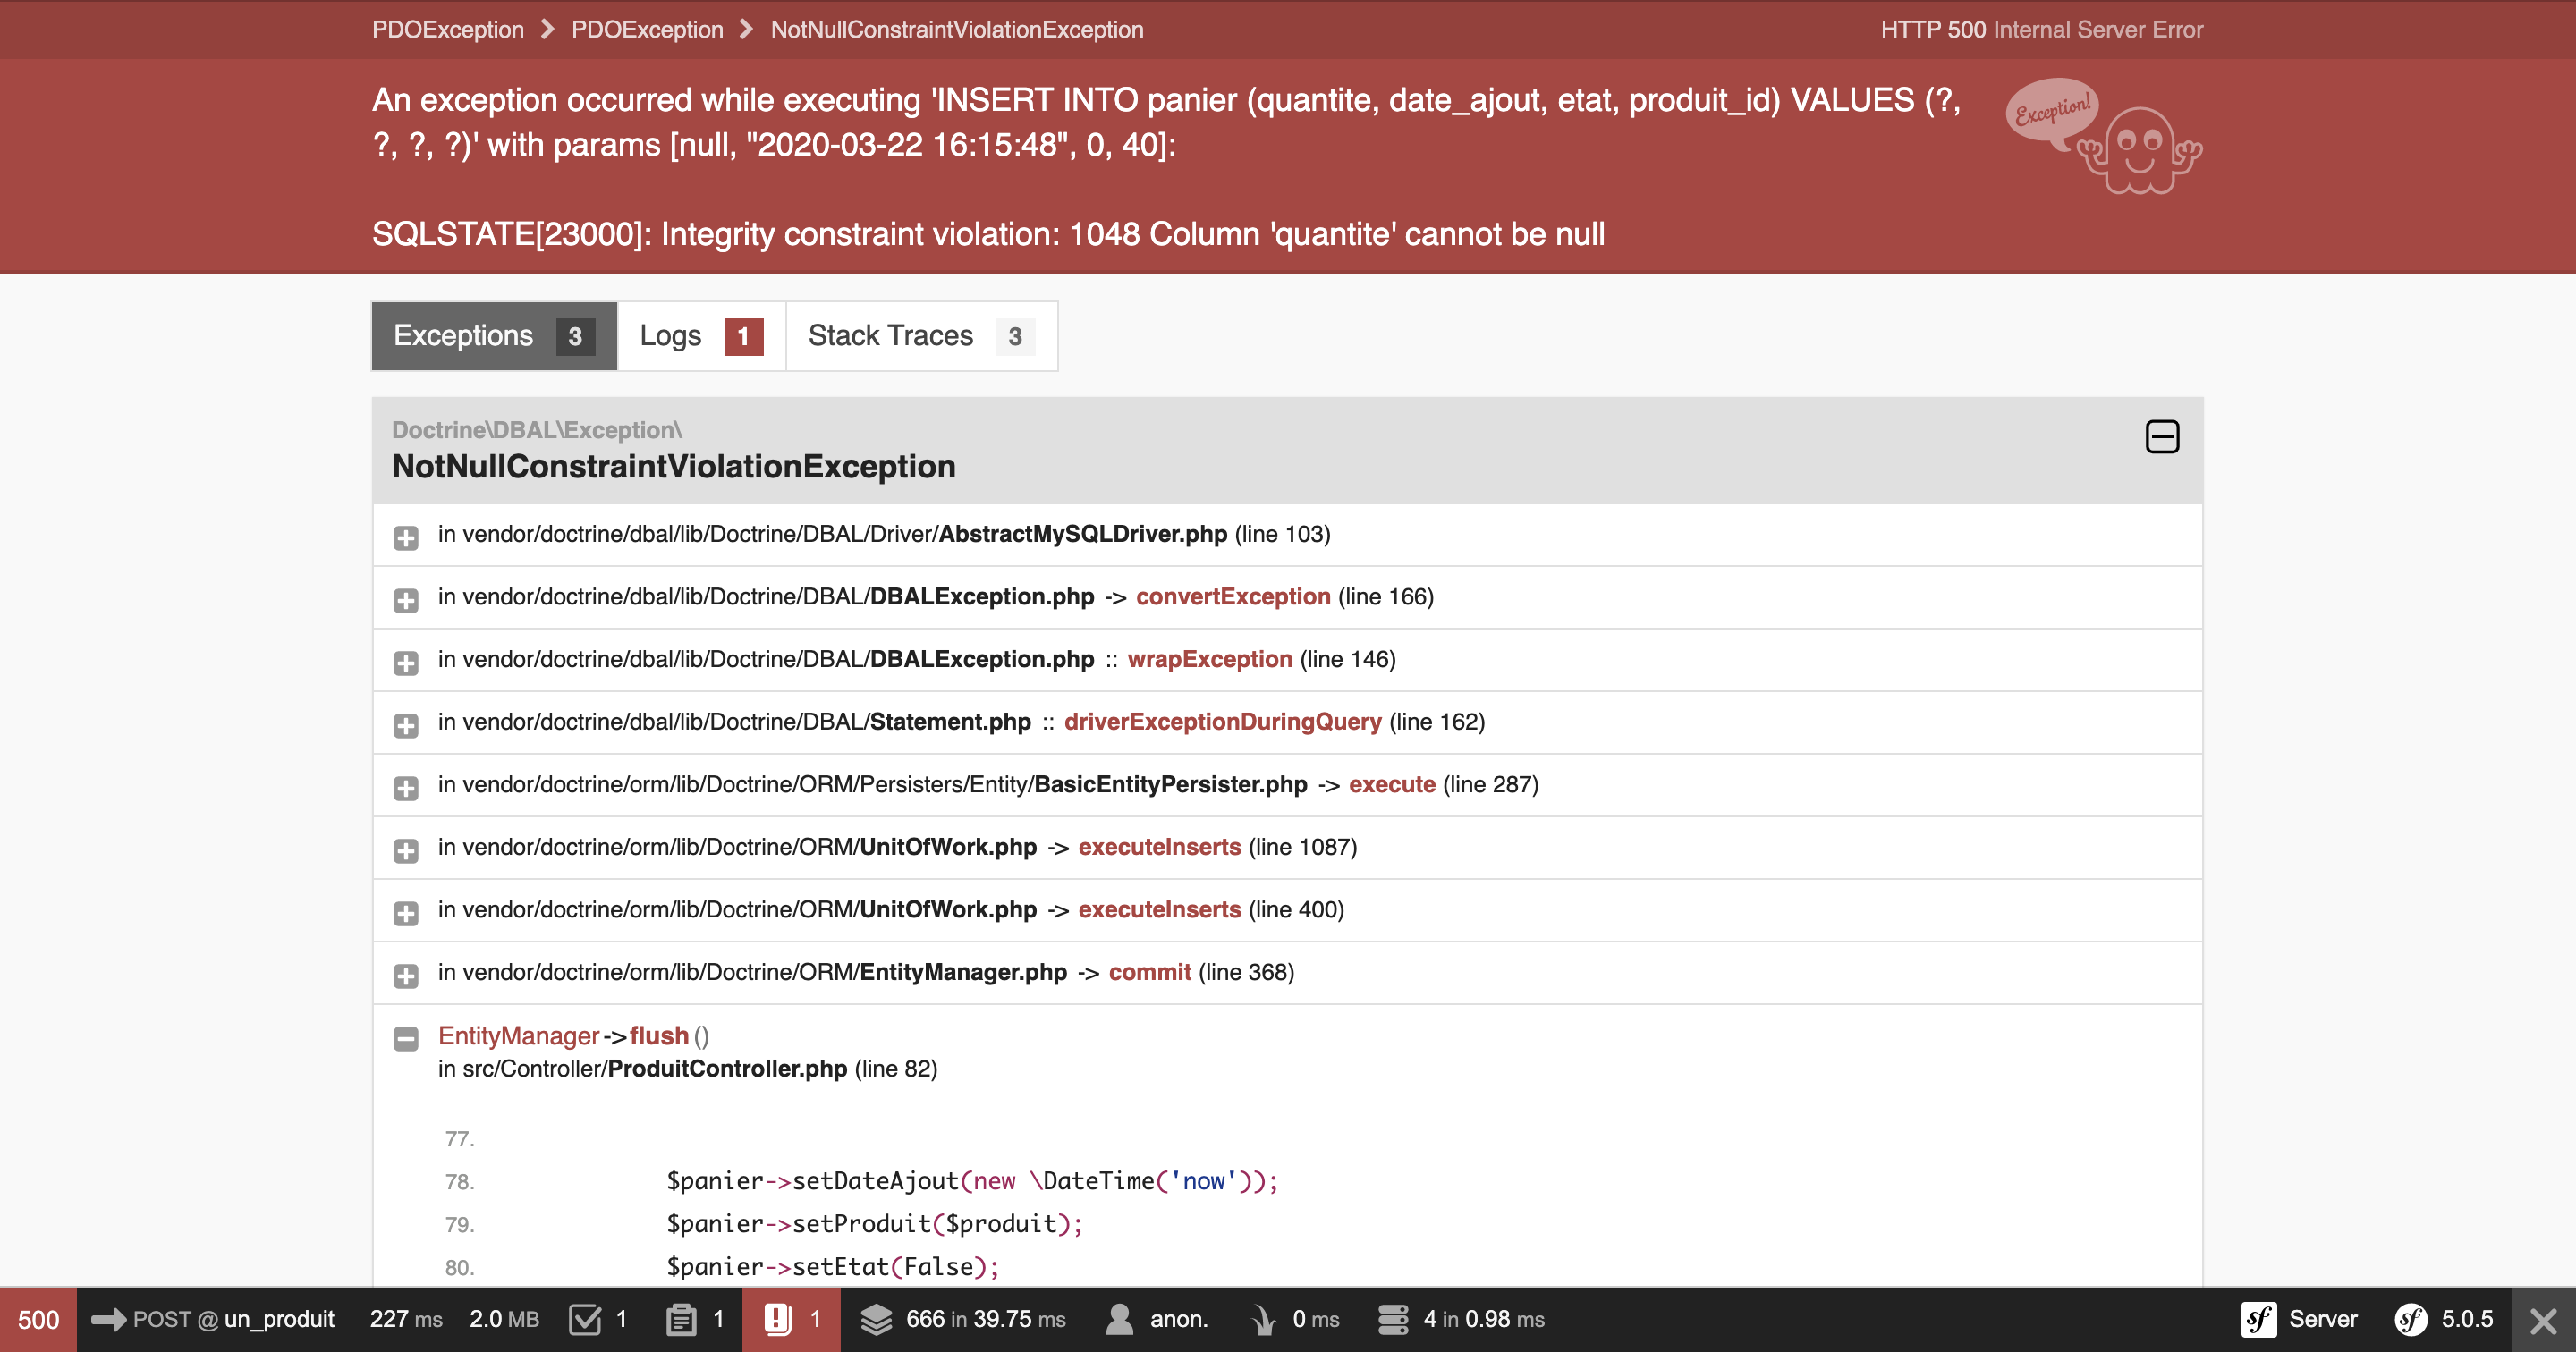 PDOException PDOException NotNullConstraintViolationException HTTP 500 Internal Server Error
An exception occurred while executing 'INSERT INTO panier (quantite, date_ajout, etat, produit_id) VALUES (?,
?, ?, ?)' with params [null, "2020-03-22 16:15:48", 0, 40]:
Exception!
SQLSTATE[23000]: Integrity constraint violation: 1048 Column 'quantite' cannot be null
Exceptions 3 Logs 1 Stack Traces 3
Doctrine\DBAL\Exception\
NotNullConstraintViolationException
in vendor/doctrine/dbal/lib/Doctrine/DBAL/Driver/AbstractMySQLDriver.php (line 103)
in vendor/doctrine/dbal/lib/Doctrine/DBAL/DBALException.php -> convertException (line 166)
in vendor/doctrine/dbal/lib/Doctrine/DBAL/DBALException.php :: wrapException (line 146)
in vendor/doctrine/dbal/lib/Doctrine/DBAL/Statement.php :: driverExceptionDuringQuery (line 162)
in vendor/doctrine/orm/lib/Doctrine/ORM/Persisters/Entity/BasicEntityPersister.php -> execute (line 287)
in vendor/doctrine/orm/lib/Doctrine/ORM/UnitOfWork.php -> executeInserts (line 1087)
in vendor/doctrine/orm/lib/Doctrine/ORM/UnitOfWork.php -> executeInserts (line 400)
in vendor/doctrine/orm/lib/Doctrine/ORM/EntityManager.php -> commit (line 368)
EntityManager->flush()
in src/Controller/ProduitController.php (line 82)
77.
78. $panier->setDateAjout(new \DateTime('now'));
79. $panier->setProduit($produit);
80. $panier->setEtat(False);
500 POST @ un_produit 227 ms 2.0 MB 1 1 1 666 in 39.75 ms anon. 0 ms 4 in 0.98 ms sf Server sf 5.0.5